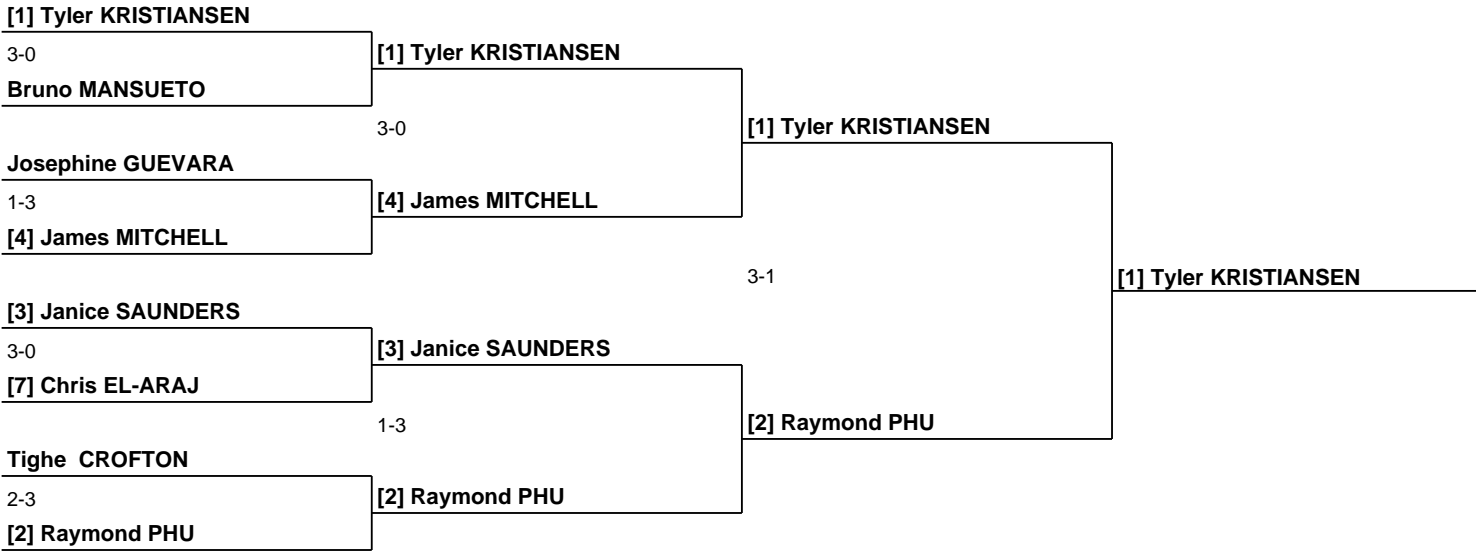 [1] Tyler KRISTIANSEN
3-0
Bruno MANSUETO
[1] Tyler KRISTIANSEN
3-0
Josephine GUEVARA
1-3
[4] James MITCHELL
[4] James MITCHELL
[1] Tyler KRISTIANSEN
3-1
[3] Janice SAUNDERS
3-0
[7] Chris EL-ARAJ
[3] Janice SAUNDERS
1-3
Tighe  CROFTON
2-3
[2] Raymond PHU
[2] Raymond PHU
[2] Raymond PHU
[1] Tyler KRISTIANSEN